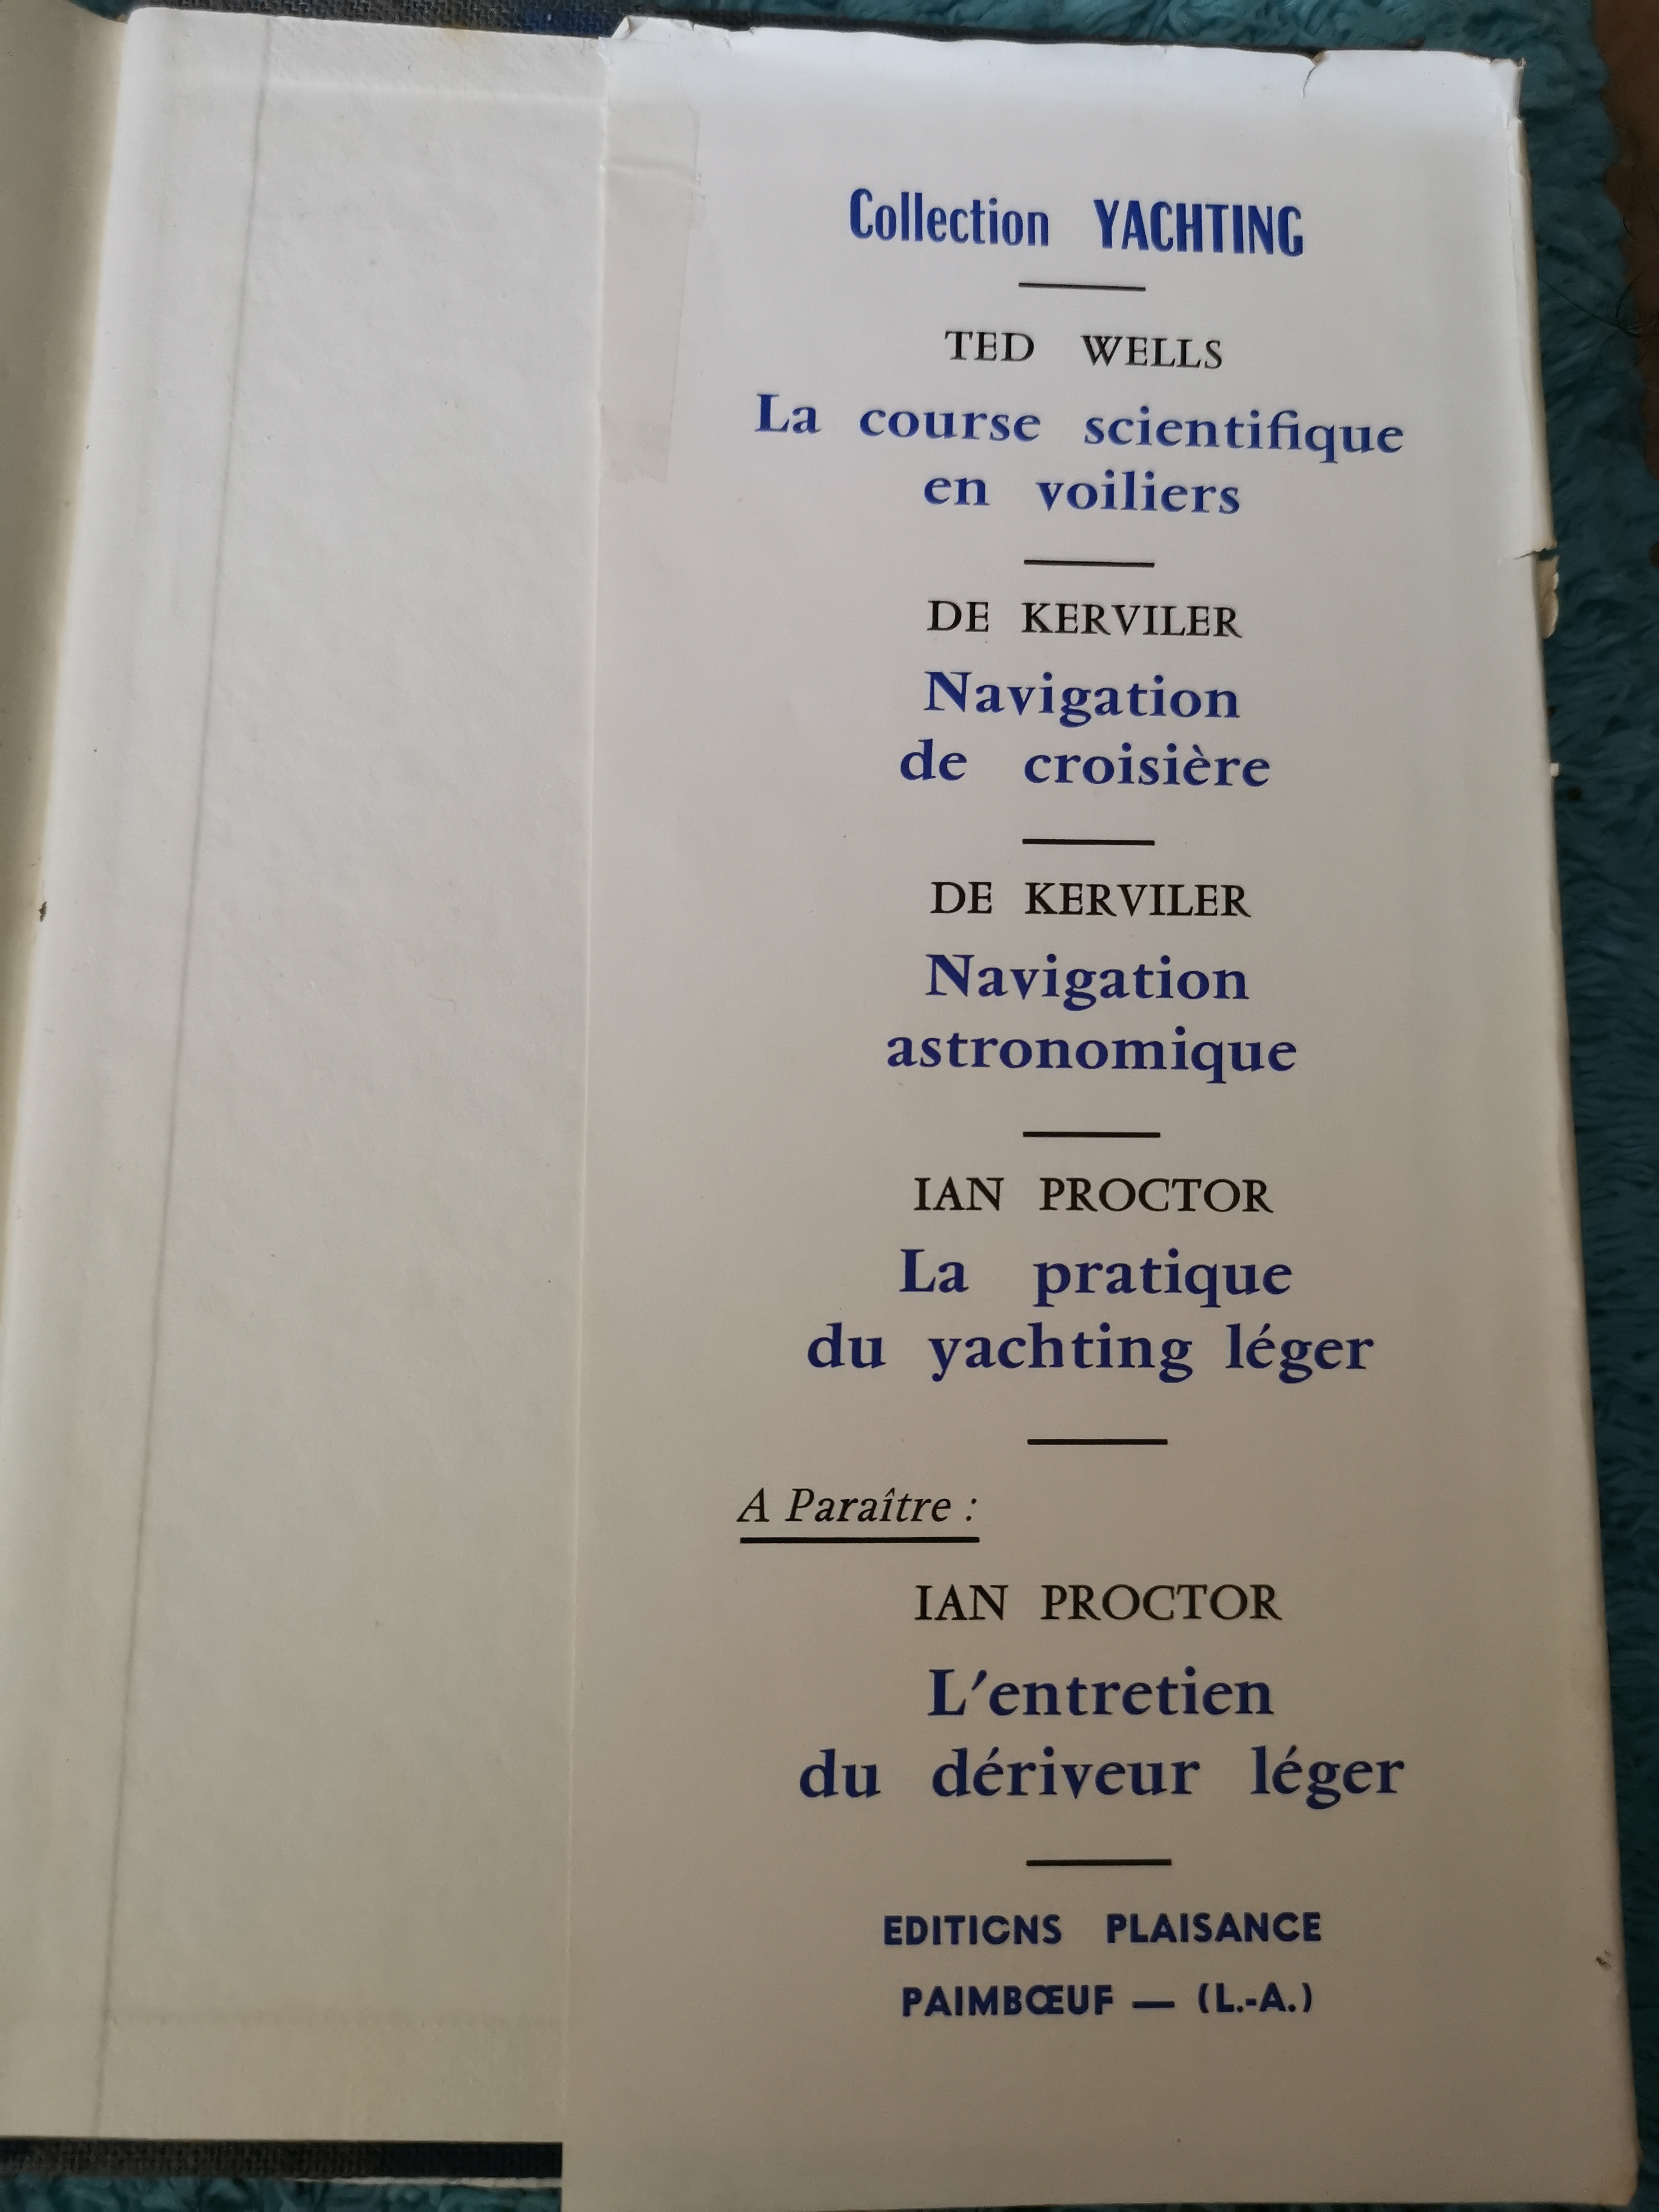 Collection YACHTING
TED WELLS
La course scientifique
en voiliers
DE KERVILER
Navigation
de croisière
DE KERVILER
Navigation
astronomique
IAN PROCTOR
La pratique
du yachting léger
A Paraître :
IAN PROCTOR
L'entretien
du dériveur léger
EDITIONS PLAISANCE
PAIMBŒUF — (L.-A.)